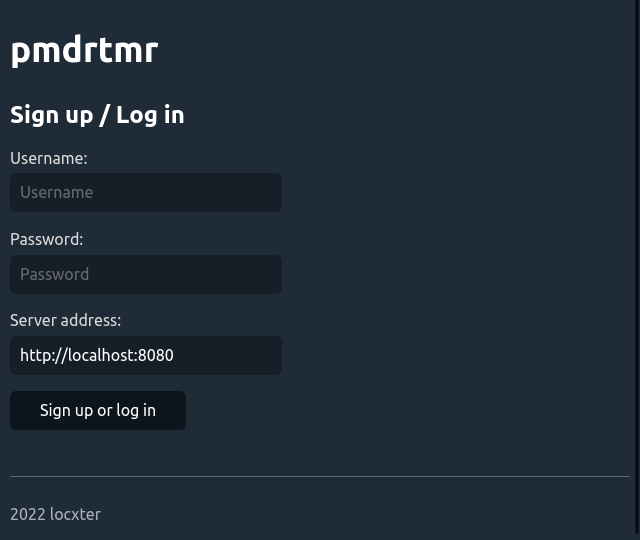 pmdrtmr
Sign up / Log in
Username:
Username
Password:
Password
Server address:
http://localhost:8080
Sign up or log in
2022 locxter